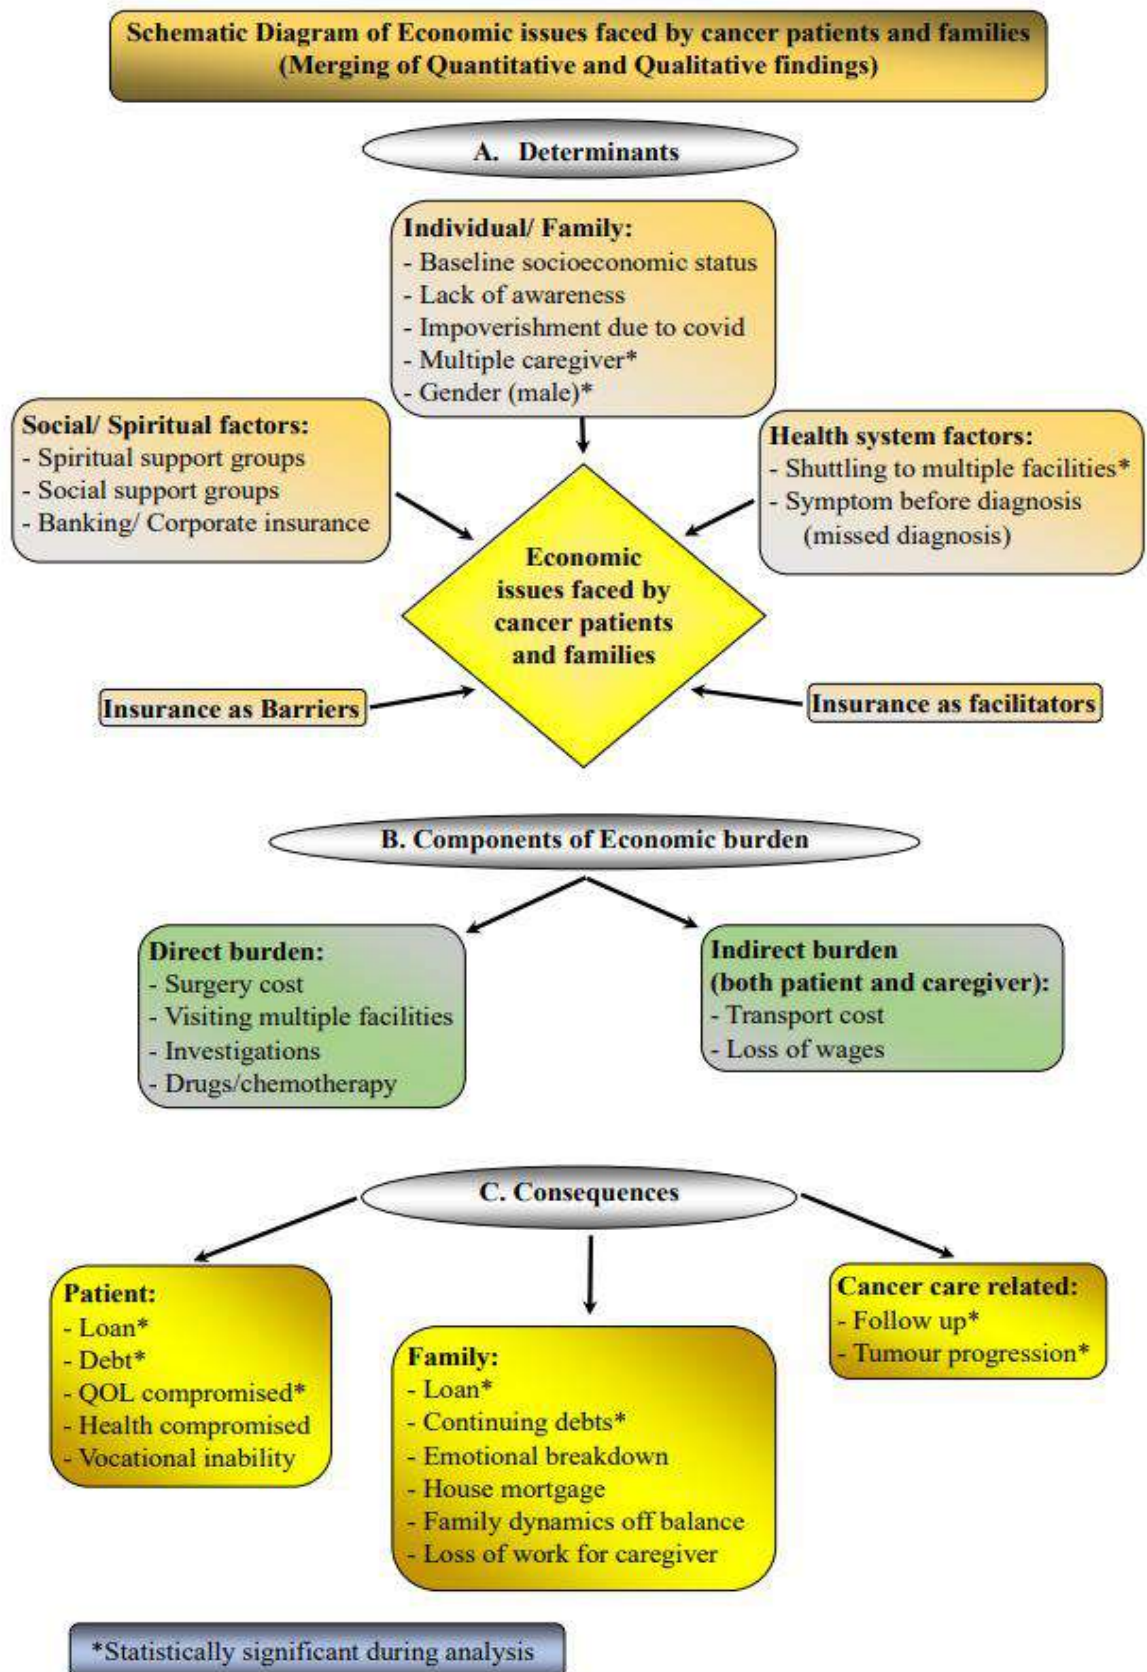 Schematic Diagram of Economic issues faced by cancer patients and families
(Merging of Quantitative and Qualitative findings)
A. Determinants
Individual/ Family:
- Baseline socioeconomic status
- Lack of awareness
- Impoverishment due to covid
- Multiple caregiver*
- Gender (male)*
Social/ Spiritual factors:
- Spiritual support groups
- Social support groups
- Banking/ Corporate insurance
Health system factors:
- Shuttling to multiple facilities*
- Symptom before diagnosis
(missed diagnosis)
Economic
issues faced by
cancer patients
and families
Insurance as Barriers
Insurance as facilitators
B. Components of Economic burden
Direct burden:
- Surgery cost
- Visiting multiple facilities
- Investigations
- Drugs/chemotherapy
Indirect burden
(both patient and caregiver):
- Transport cost
- Loss of wages
C. Consequences
Patient:
- Loan*
- Debt*
- QOL compromised*
- Health compromised
- Vocational inability
Family:
- Loan*
- Continuing debts*
- Emotional breakdown
- House mortgage
- Family dynamics off balance
- Loss of work for caregiver
Cancer care related:
- Follow up*
- Tumour progression*
*Statistically significant during analysis